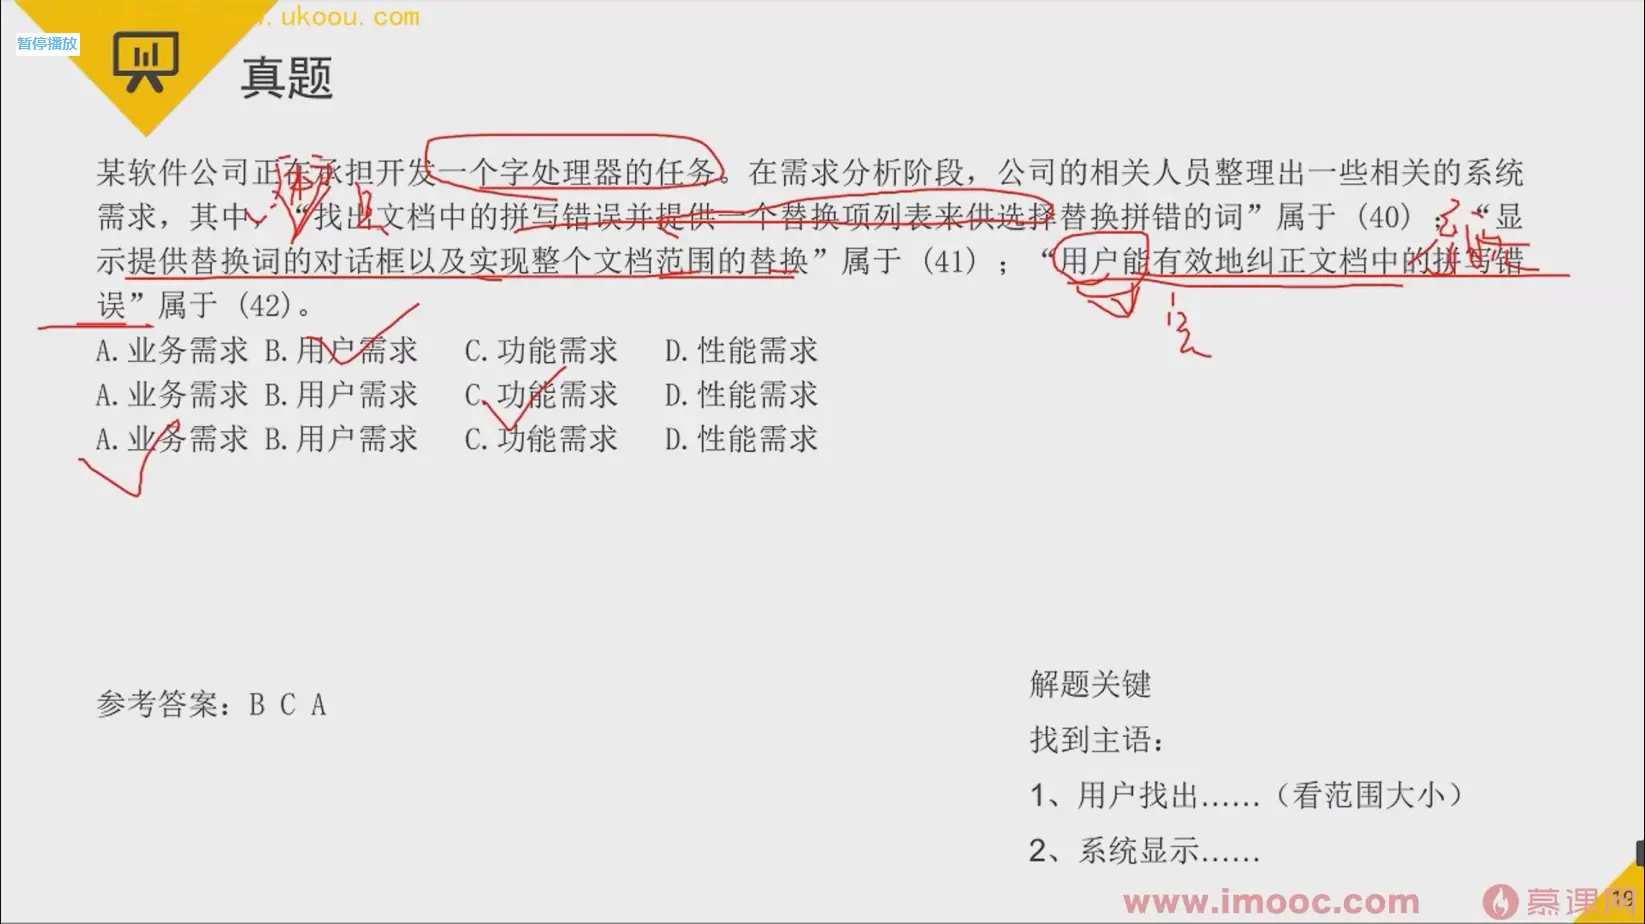 .ukoou.com
暂停播放
真题
某软件公司正在承担开发一个字处理器的任务。在需求分析阶段，公司的相关人员整理出一些相关的系统
需求，其中，“找出文档中的拼写错误并提供一个替换项列表来供选择替换拼错的词”属于 (40) ；“显
示提供替换词的对话框以及实现整个文档范围的替换”属于 (41) ；“用户能有效地纠正文档中的拼写错
误”属于 (42)。
A.业务需求 B.用户需求 C.功能需求 D.性能需求
A.业务需求 B.用户需求 C.功能需求 D.性能需求
A.业务需求 B.用户需求 C.功能需求 D.性能需求
参考答案：B C A
解题关键
找到主语：
1、用户找出……（看范围大小）
2、系统显示……
www.imooc.com
慕课网
19